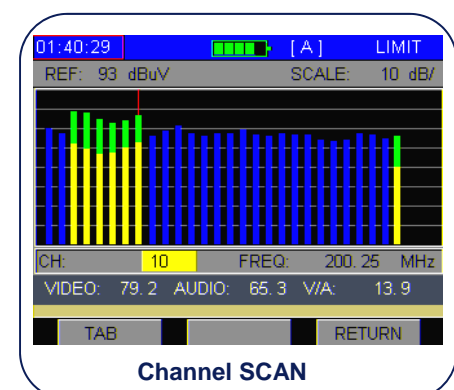 01:40:29 [ A ] LIMIT
REF: 93 dBuV SCALE: 10 dB/
CH: 10 FREQ: 200. 25 MHz
VIDEO: 79. 2 AUDIO: 65. 3 V/A: 13. 9
TAB RETURN
Channel SCAN